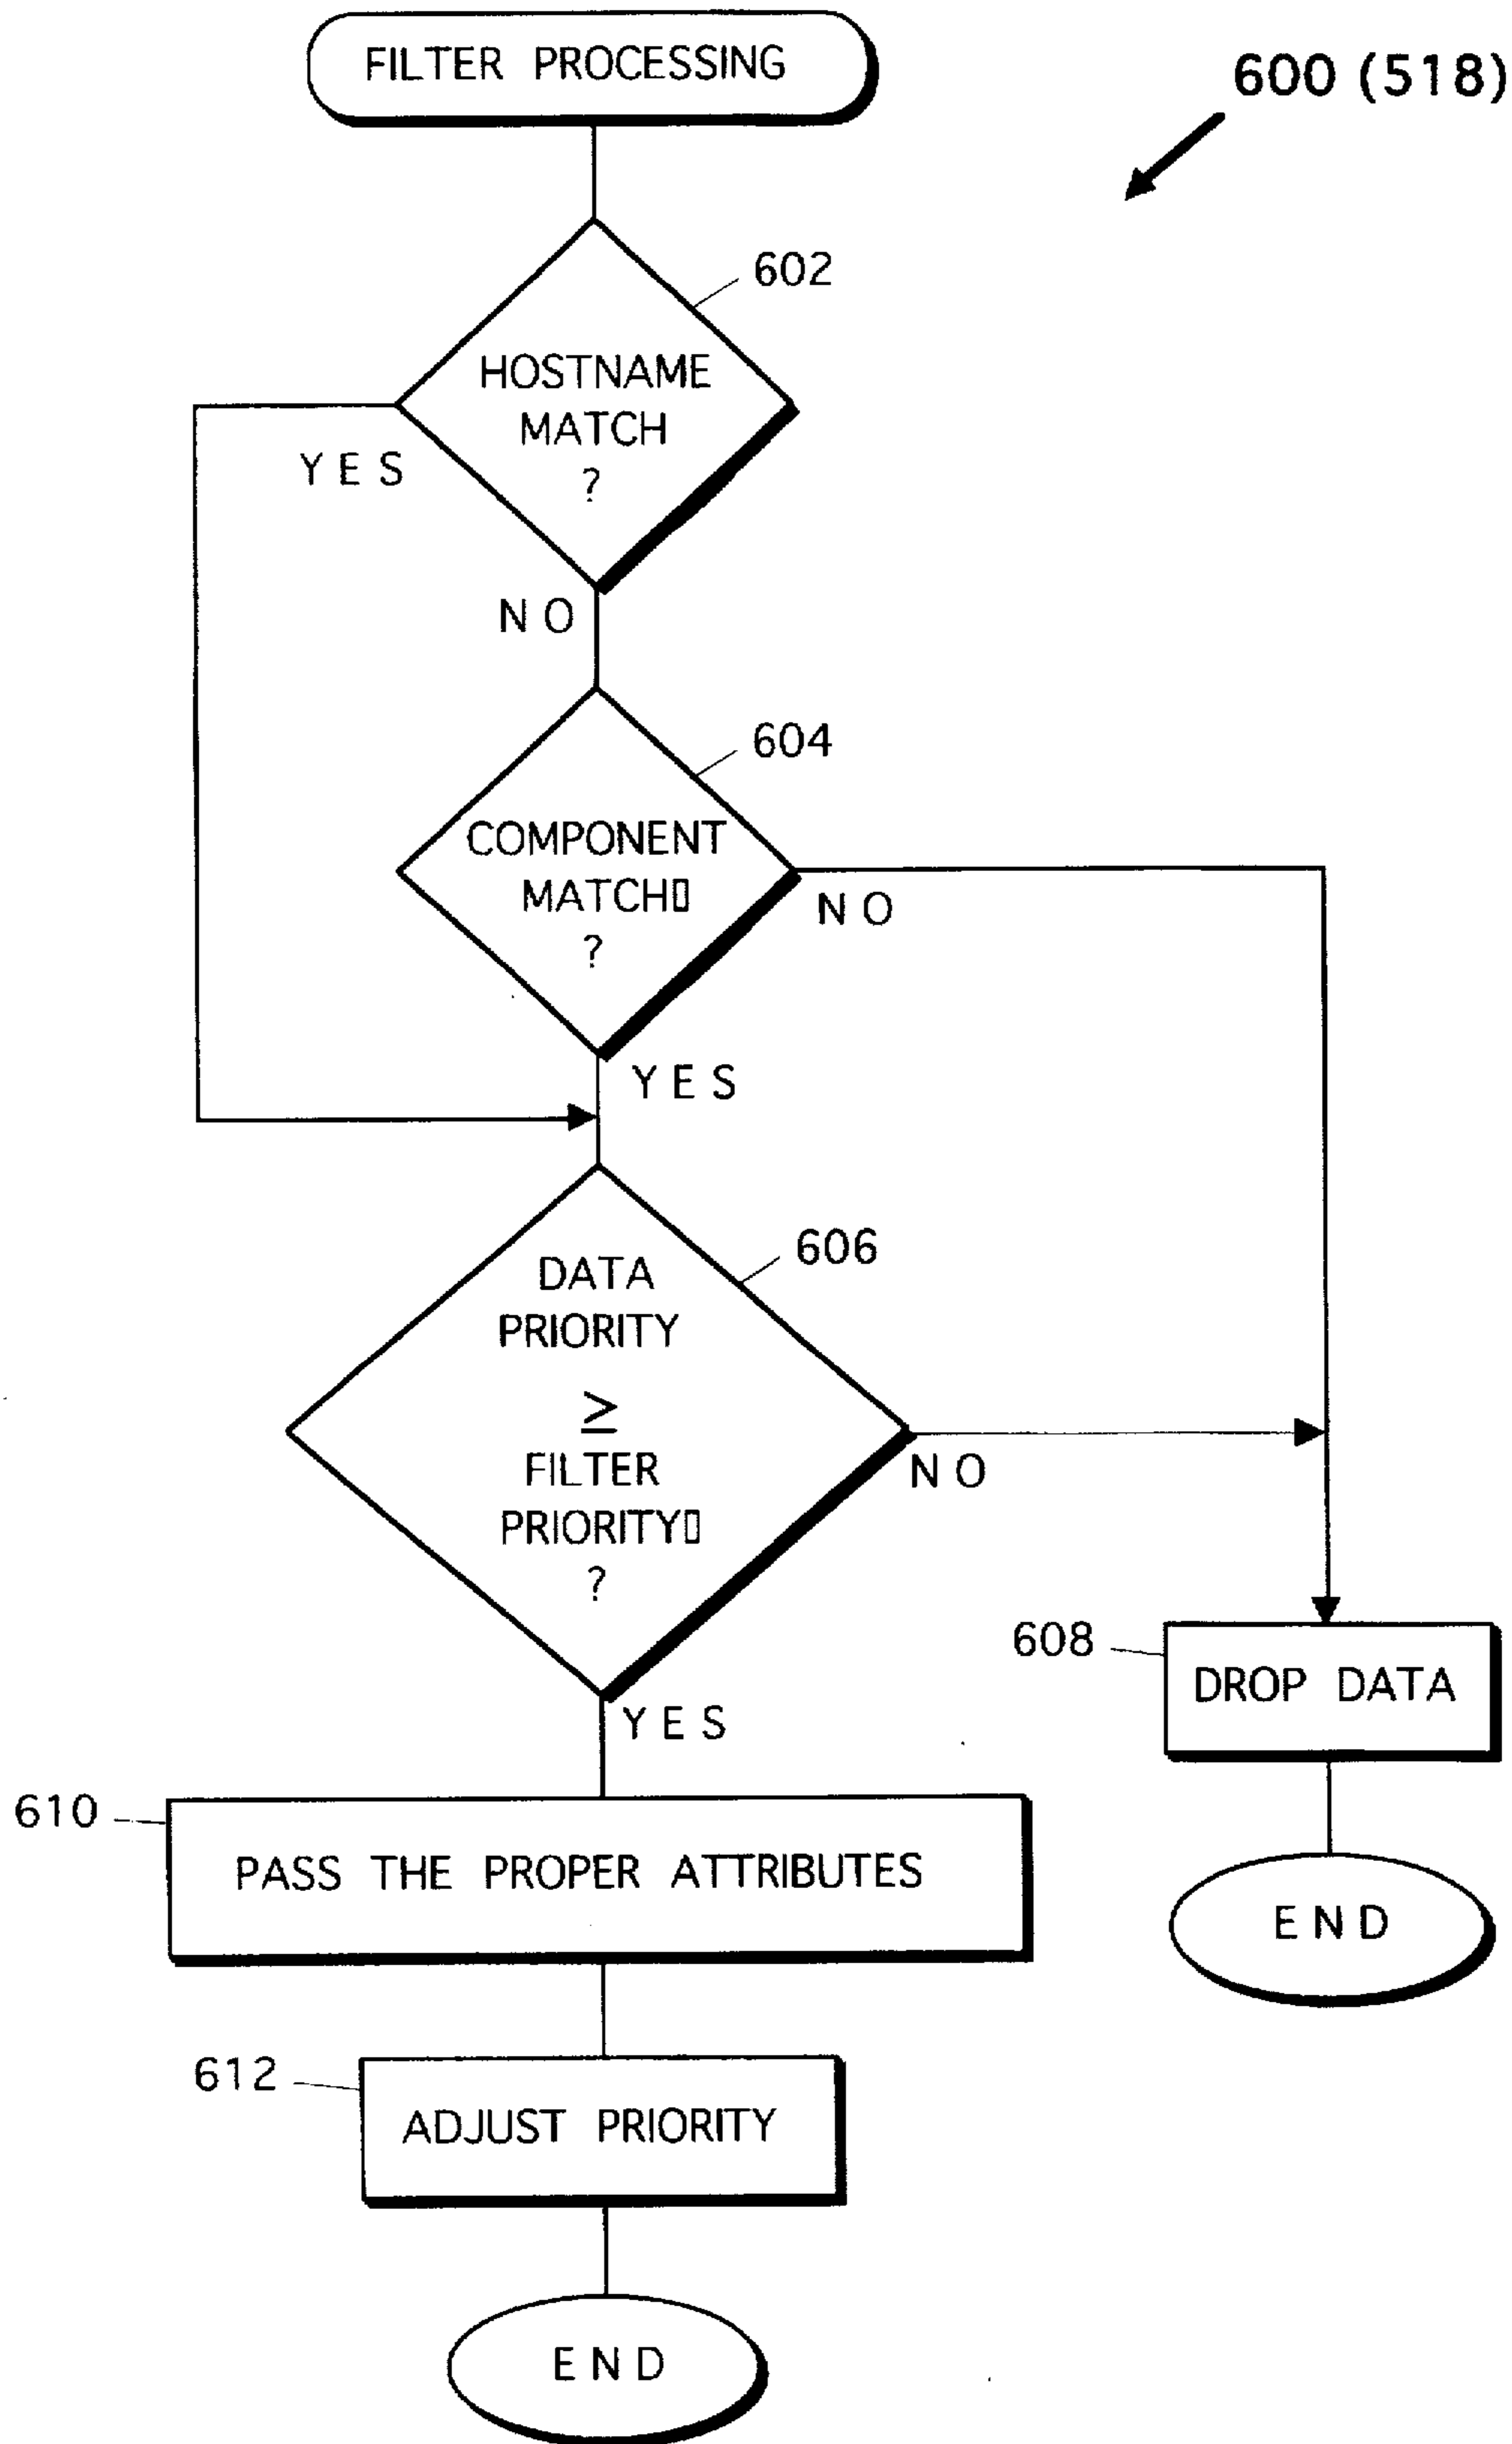 FILTER PROCESSING
600 (518)
602
HOSTNAME
MATCH
?
YES
NO
604
COMPONENT
MATCH▯
?
NO
YES
606
DATA
PRIORITY
≥
FILTER
PRIORITY▯
?
NO
YES
608
DROP DATA
610
PASS THE PROPER ATTRIBUTES
END
612
ADJUST PRIORITY
END